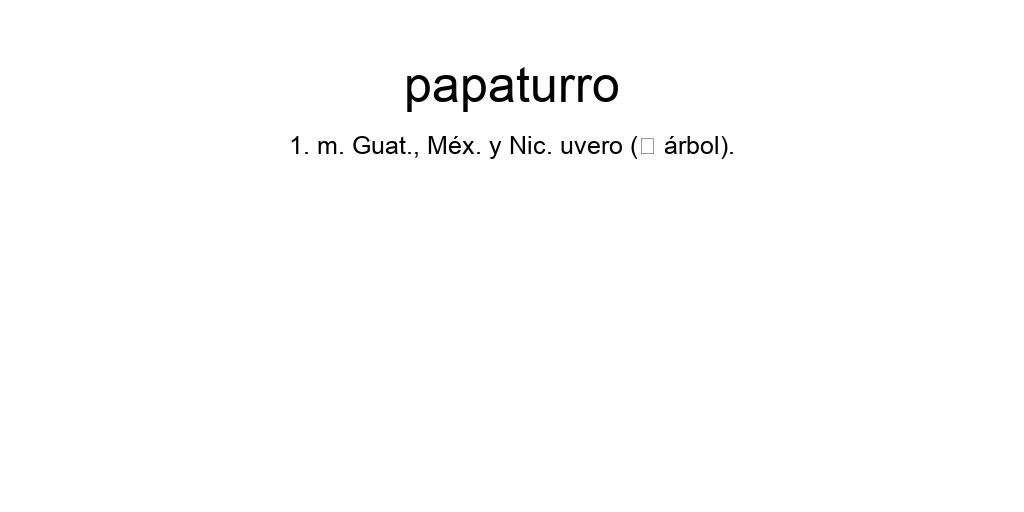 papaturro
1. m. Guat., Méx. y Nic. uvero (□ árbol).